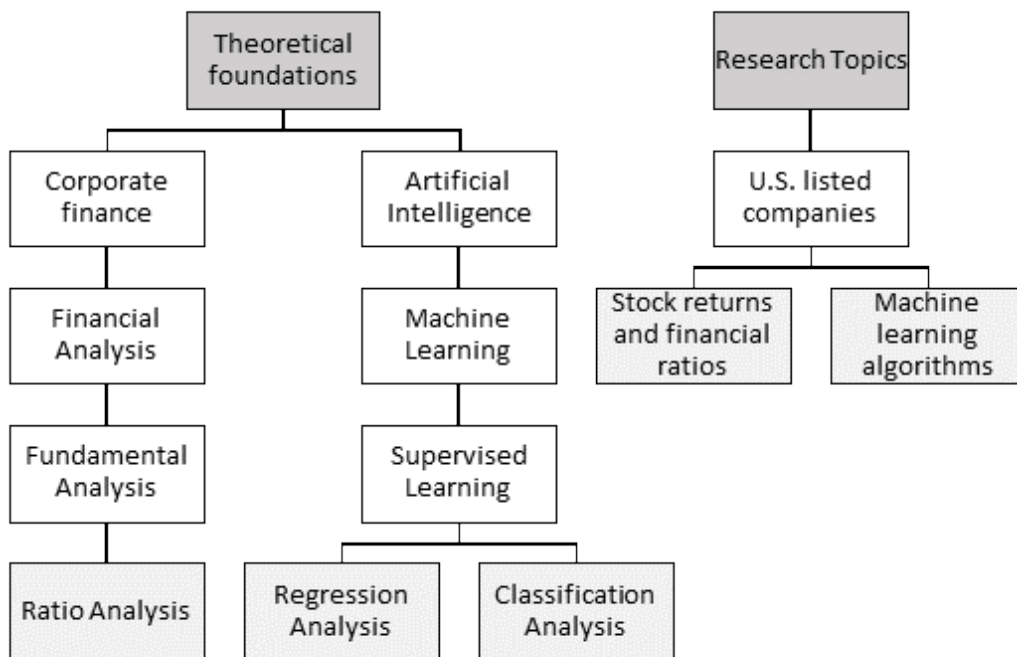 Theoretical
foundations
Research Topics
Corporate
finance
Artificial
Intelligence
U.S. listed
companies
Financial
Analysis
Machine
Learning
Stock returns
and financial
ratios
Machine
learning
algorithms
Fundamental
Analysis
Supervised
Learning
Ratio Analysis
Regression
Analysis
Classification
Analysis